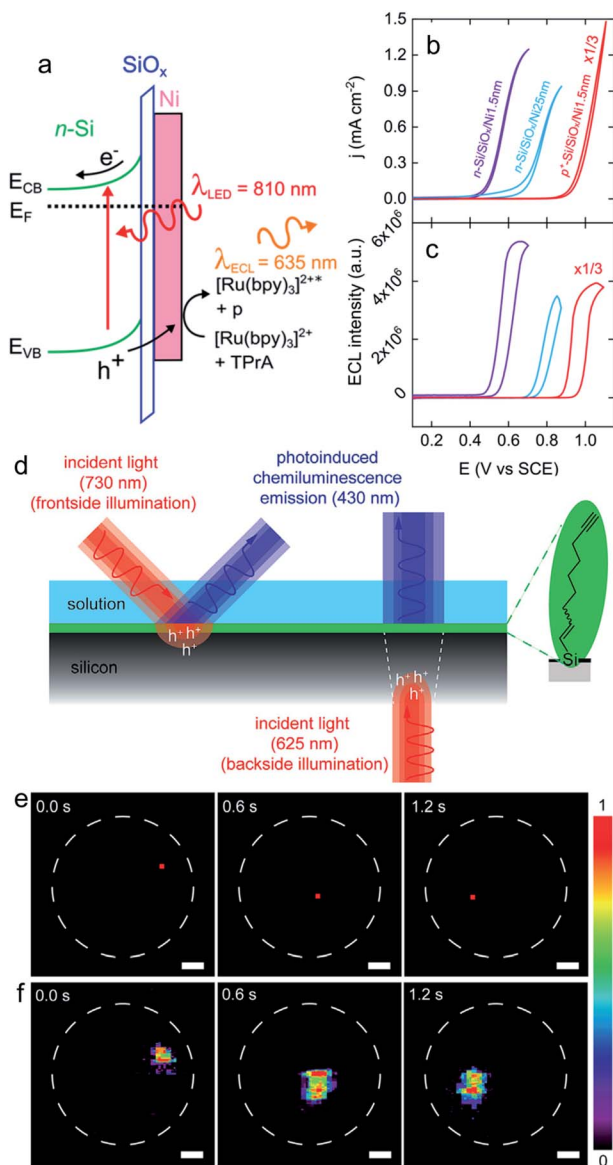 a
SiOₓ
Ni
n-Si
e⁻
E_CB
E_F
λ_LED = 810 nm
λ_ECL = 635 nm
[Ru(bpy)₃]²⁺*
+ p
[Ru(bpy)₃]²⁺
+ TPrA
E_VB
h⁺
b
1.5
1.2
0.9
0.6
0.3
0.0
j (mA cm⁻²)
n-Si/SiOₓ/Ni1.5nm
n-Si/SiOₓ/Ni25nm
p⁺-Si/SiOₓ/Ni1.5nm
x1/3
c
6x10⁶
4x10⁶
2x10⁶
0
ECL intensity (a.u.)
x1/3
0.2 0.4 0.6 0.8 1.0
E (V vs SCE)
d
incident light
(730 nm)
(frontside illumination)
photoinduced
chemiluminescence
emission (430 nm)
solution
h⁺ h⁺
h⁺
silicon
h⁺ h⁺
h⁺
incident light
(625 nm)
(backside illumination)
Si
e
0.0 s
0.6 s
1.2 s
1
f
0.0 s
0.6 s
1.2 s
0